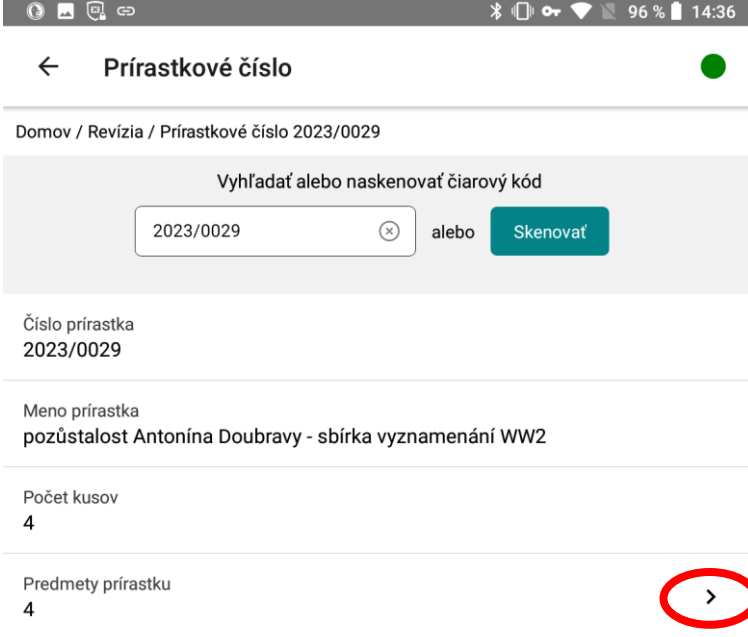 96 % 14:36
Prírastkové číslo
Domov / Revízia / Prírastkové číslo 2023/0029
Vyhľadať alebo naskenovať čiarový kód
2023/0029 alebo Skenovať
Číslo prírastka
2023/0029
Meno prírastka
pozůstalost Antonína Doubravy - sbírka vyznamenání WW2
Počet kusov
4
Predmety prírastku
4